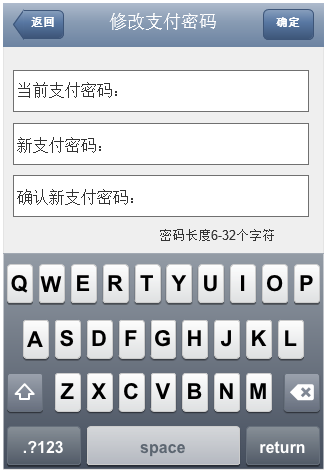 返回 修改支付密码 确定
当前支付密码：
新支付密码：
确认新支付密码：
密码长度6-32个字符
Q W E R T Y U I O P
A S D F G H J K L
Z X C V B N M
.?123 space return